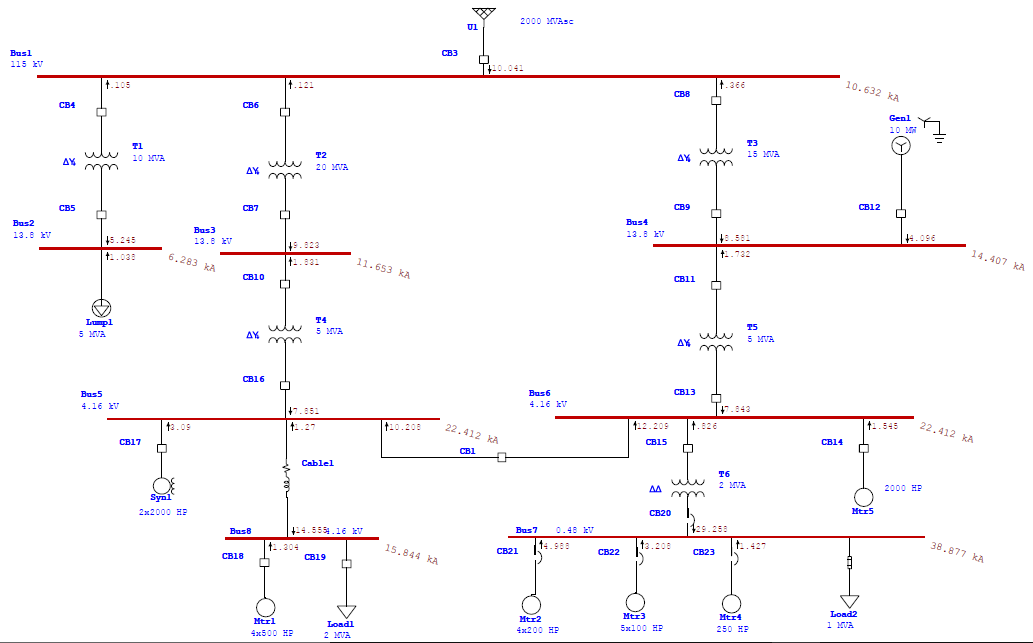 U1
2000 MVAsc
CB3
Bus1
115 kV
10.041
.105
.121
.366
10.632 kA
CB4
CB6
CB8
Gen1
10 MW
T1
10 MVA
T2
20 MVA
T3
15 MVA
CB5
CB7
CB9
CB12
Bus2
13.8 kV
Bus3
13.8 kV
Bus4
13.8 kV
5.245
1.038
6.283 kA
9.823
1.831
11.653 kA
8.581
1.732
4.096
14.407 kA
CB10
CB11
Lump1
5 MVA
T4
5 MVA
T5
5 MVA
CB16
CB13
Bus5
4.16 kV
Bus6
4.16 kV
7.851
7.843
3.09
1.27
10.208
22.412 kA
12.209
.826
1.545
22.412 kA
CB17
CB1
CB15
CB14
Cable1
T6
2 MVA
Syn1
2x2000 HP
2000 HP
Mtr5
ΔΔ
CB20
Bus8
14.555
4.16 kV
Bus7
0.48 kV
29.258
CB18
1.304
CB19
15.844 kA
CB21
4.988
CB22
3.208
CB23
1.427
38.877 kA
Mtr1
4x500 HP
Load1
2 MVA
Mtr2
4x200 HP
Mtr3
5x100 HP
Mtr4
250 HP
Load2
1 MVA